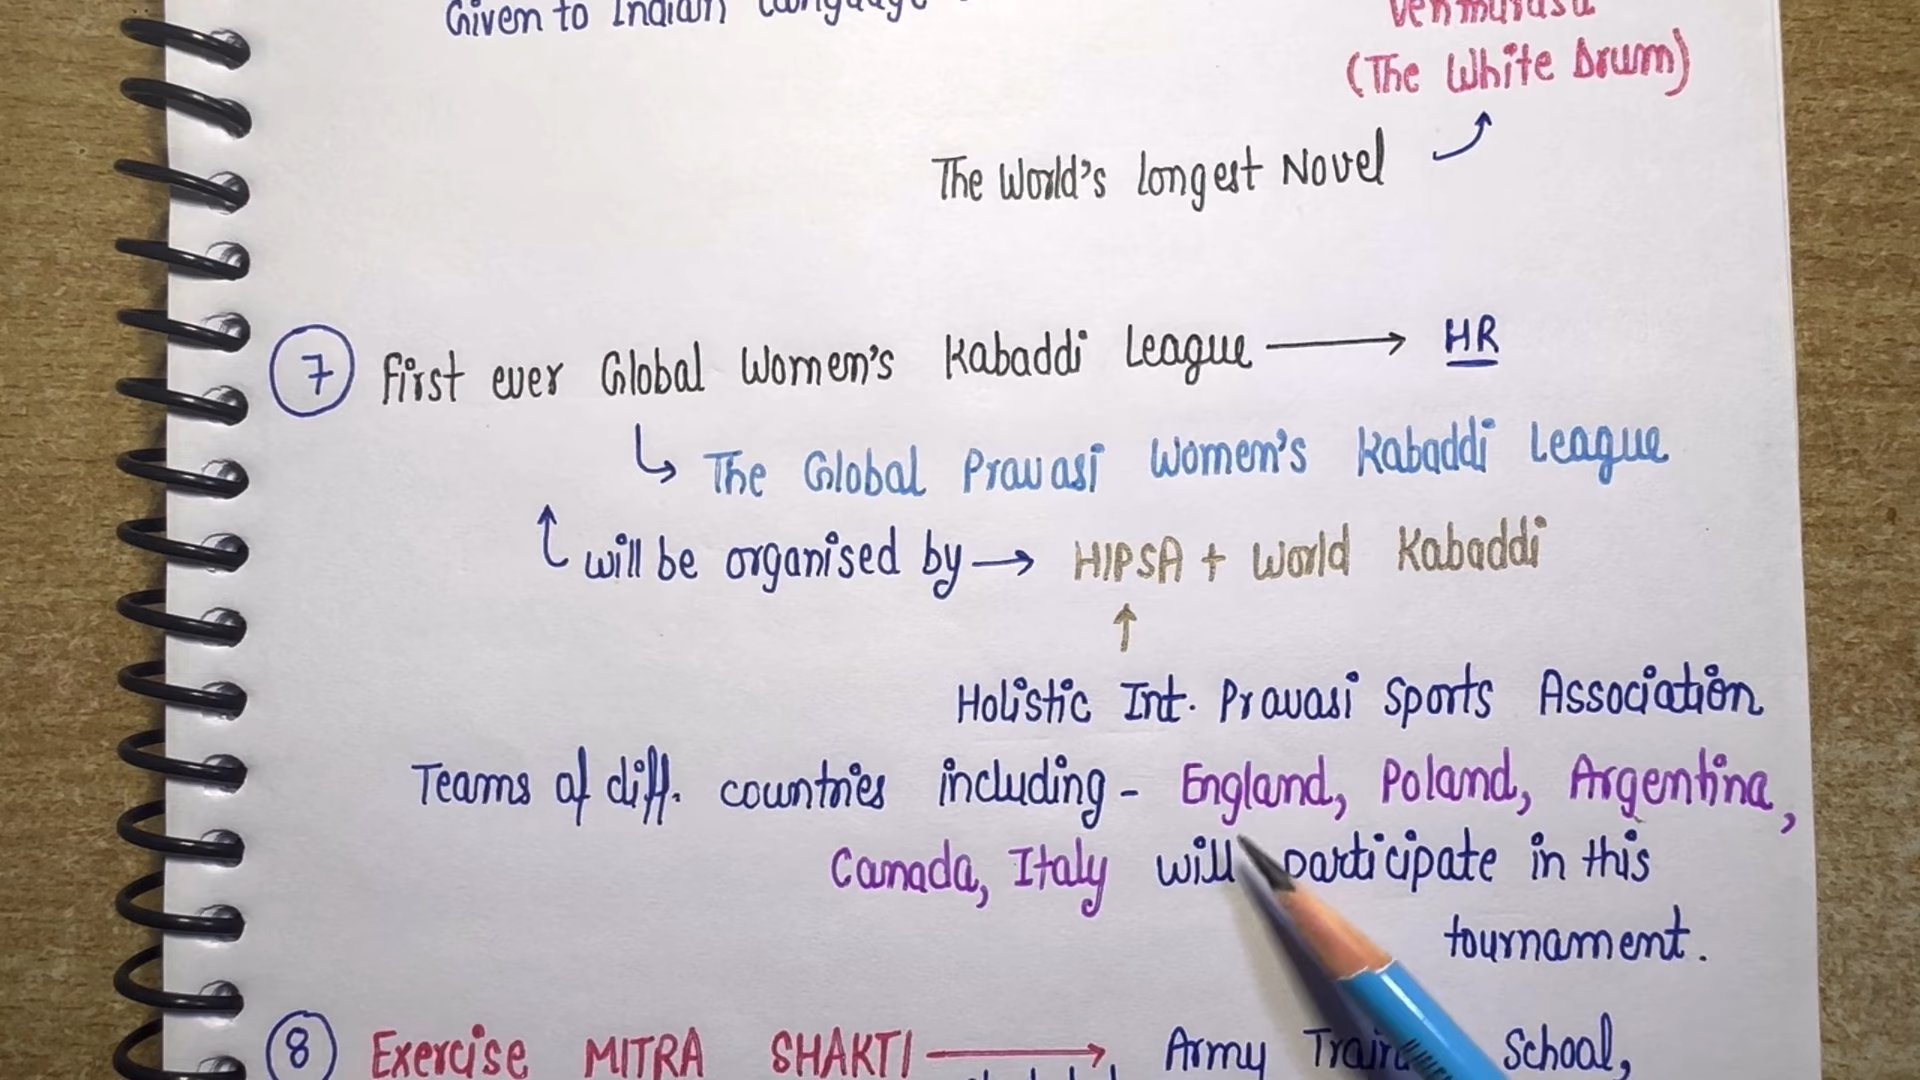 Given to Indian Language
Venmurasu
(The White Drum)
The World's longest Novel
7 First ever Global Women's Kabaddi League → HR
↳ The Global Pravasi Women's Kabaddi League
will be organised by → HIPSA + World Kabaddi
↑
Holistic Int. Pravasi Sports Association
Teams of diff. countries including - England, Poland, Argentina,
Canada, Italy will participate in this
tournament.
8 Exercise MITRA SHAKTI → Army School,